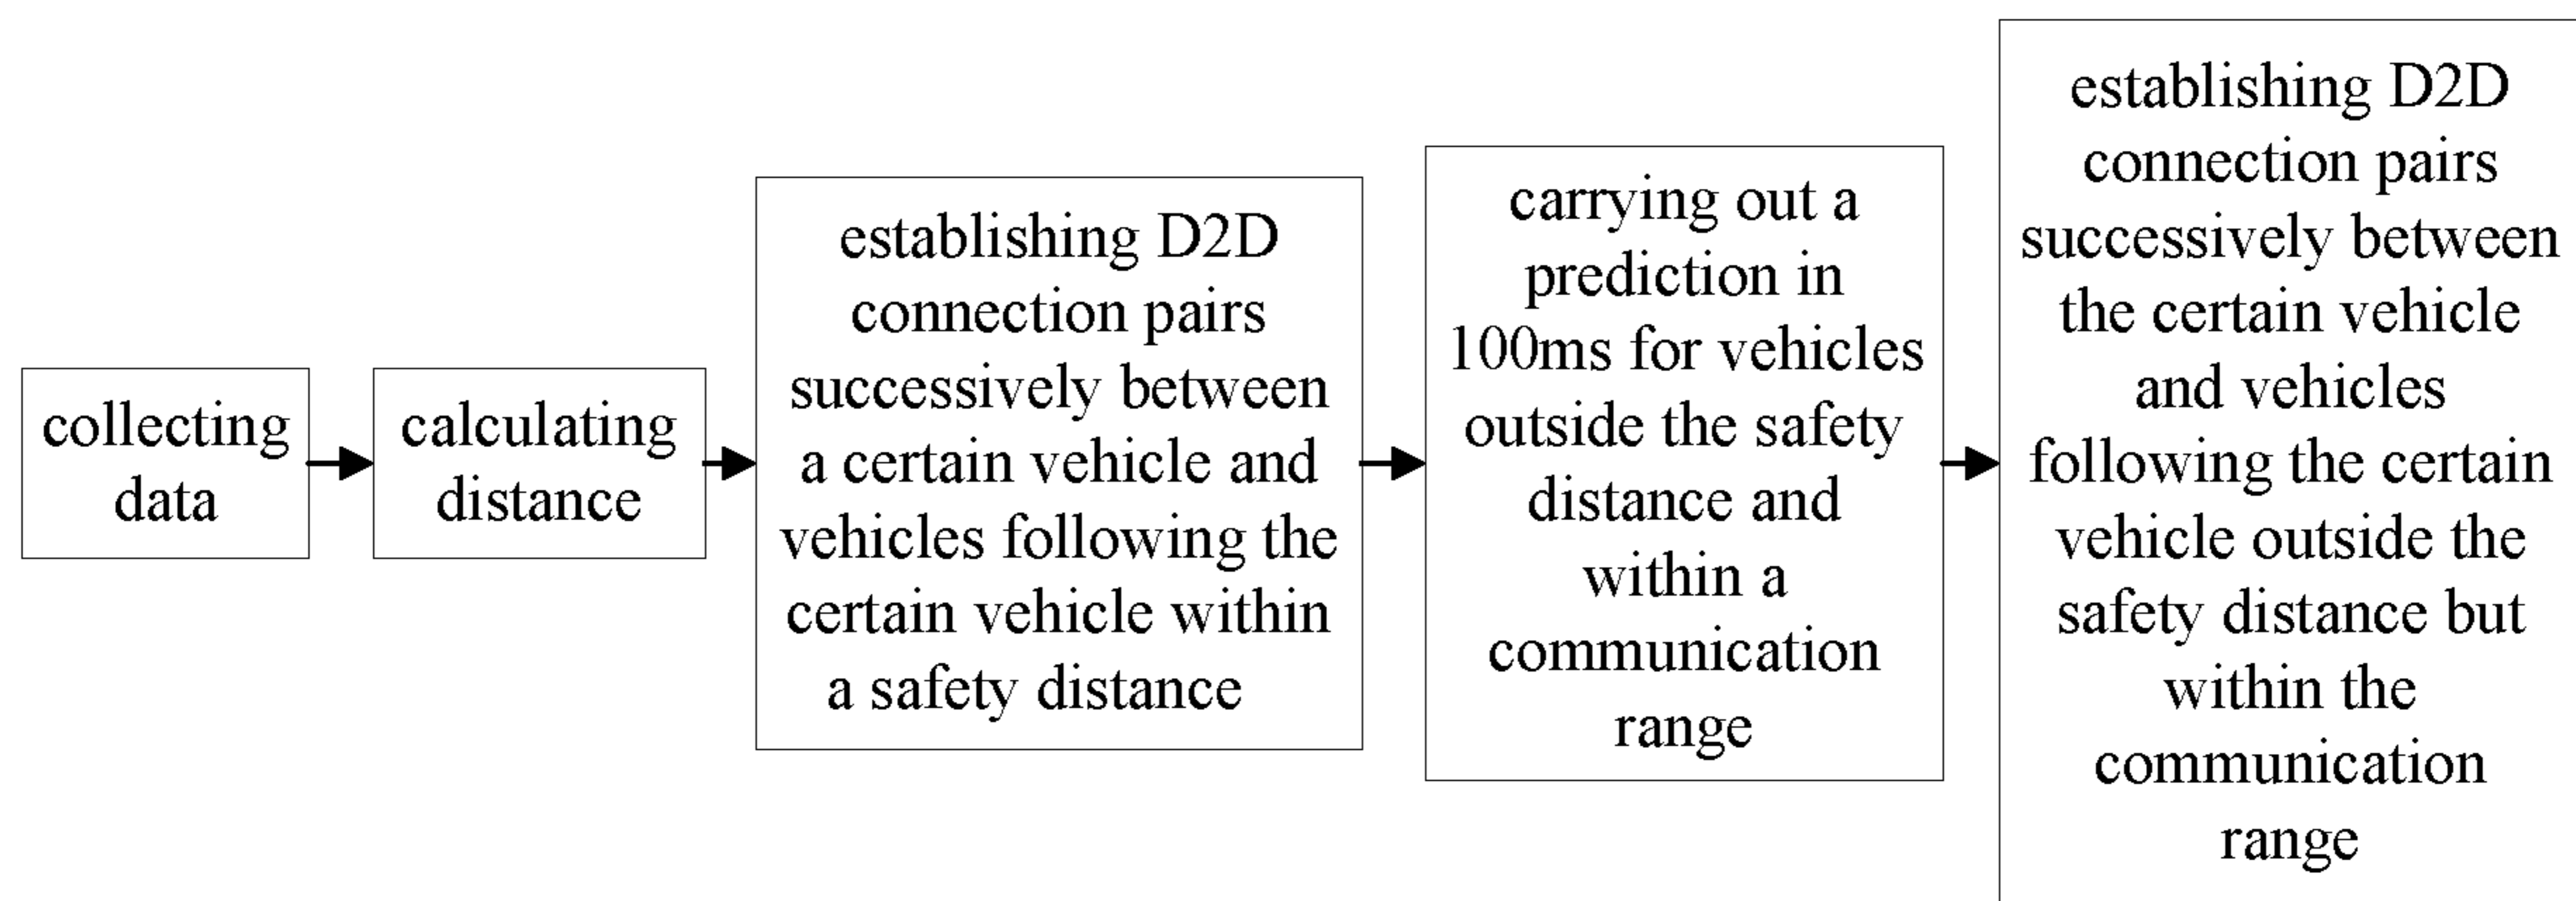 collecting
data
calculating
distance
establishing D2D
connection pairs
successively between
a certain vehicle and
vehicles following the
certain vehicle within
a safety distance
carrying out a
prediction in
100ms for vehicles
outside the safety
distance and
within a
communication
range
establishing D2D
connection pairs
successively between
the certain vehicle
and vehicles
following the certain
vehicle outside the
safety distance but
within the
communication
range